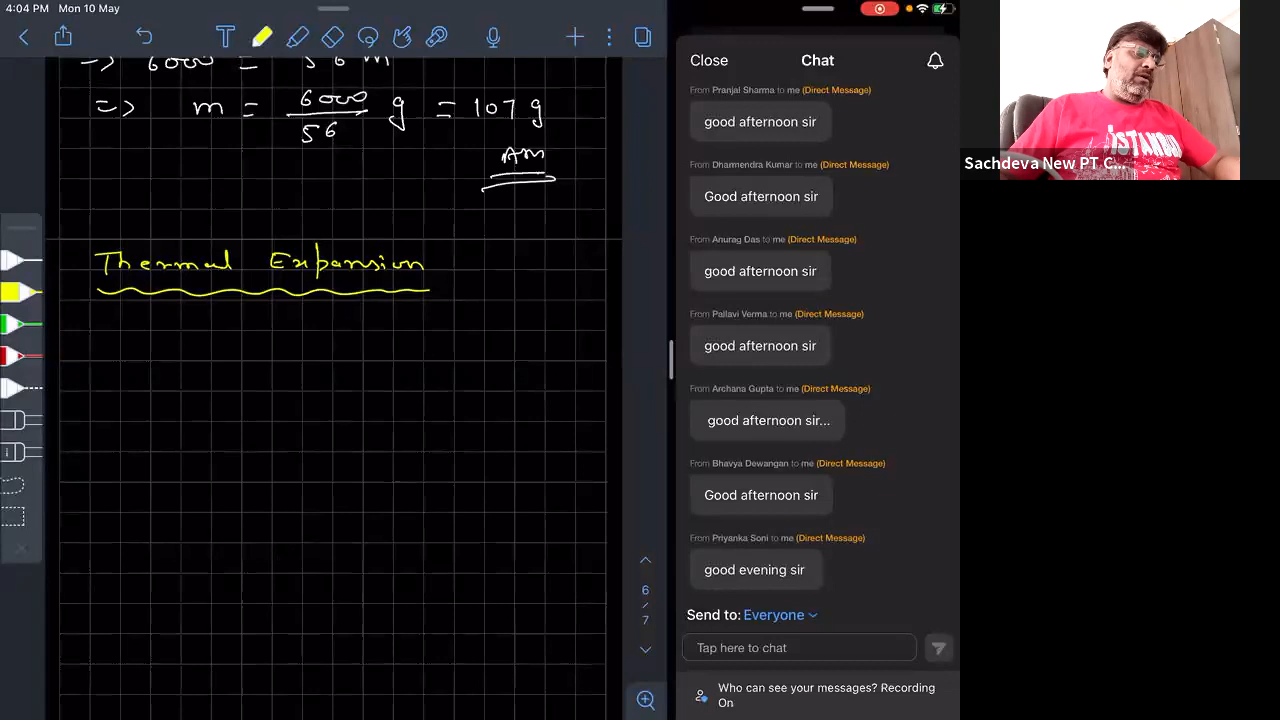 4:04 PM Mon 10 May
=> 6000 = 56 m
=> m = 6000/56 g = 107 g
Ans
Thermal Expansion
6
7
Close Chat
From Pranjal Sharma to me (Direct Message)
good afternoon sir
From Dharmendra Kumar to me (Direct Message)
Good afternoon sir
From Anurag Das to me (Direct Message)
good afternoon sir
From Pallavi Verma to me (Direct Message)
good afternoon sir
From Archana Gupta to me (Direct Message)
good afternoon sir...
From Bhavya Dewangan to me (Direct Message)
Good afternoon sir
From Priyanka Soni to me (Direct Message)
good evening sir
Send to: Everyone
Tap here to chat
Who can see your messages? Recording
On
İSTANBUL
Sachdeva New PT C...